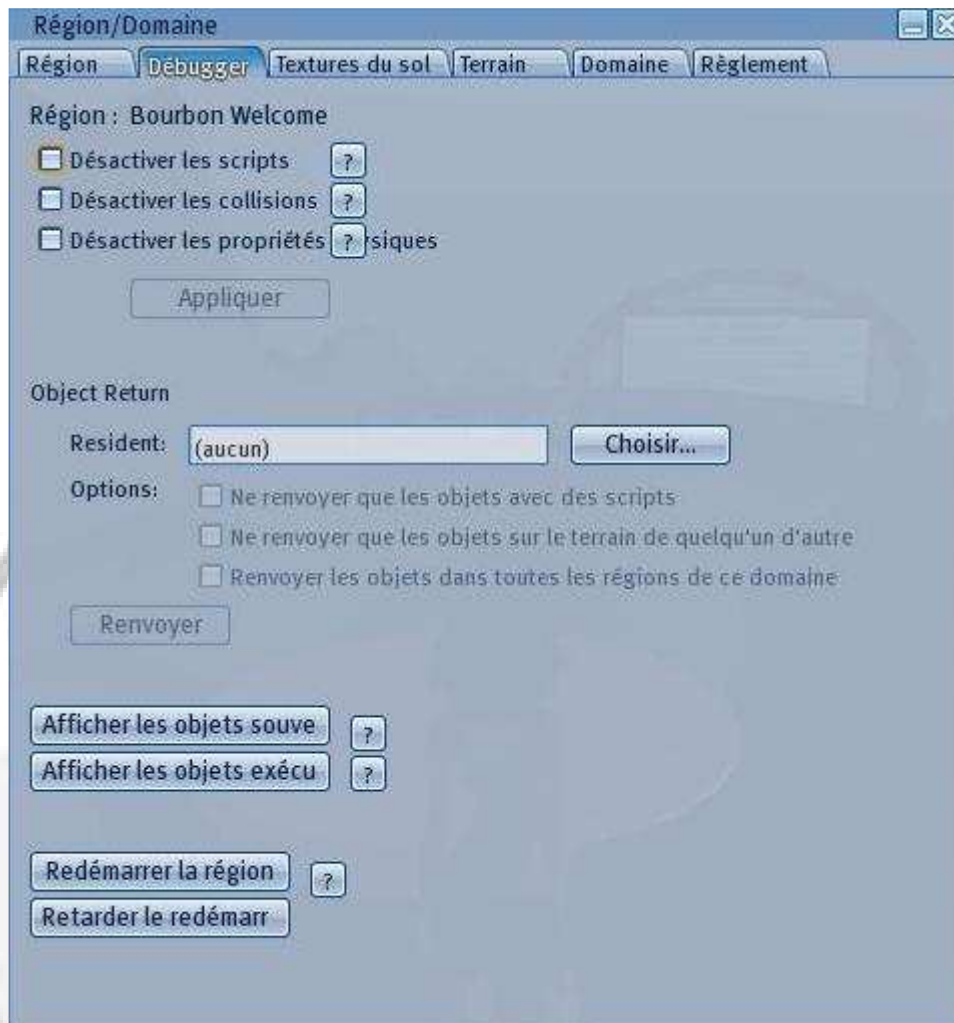 Région/Domaine
Région Débugger Textures du sol Terrain Domaine Règlement
Région : Bourbon Welcome
Désactiver les scripts ?
Désactiver les collisions ?
Désactiver les propriétés ? siques
Appliquer
Object Return
Resident: (aucun) Choisir...
Options: Ne renvoyer que les objets avec des scripts
Ne renvoyer que les objets sur le terrain de quelqu'un d'autre
Renvoyer les objets dans toutes les régions de ce domaine
Renvoyer
Afficher les objets souve ?
Afficher les objets exécu ?
Redémarrer la région ?
Retarder le redémarr